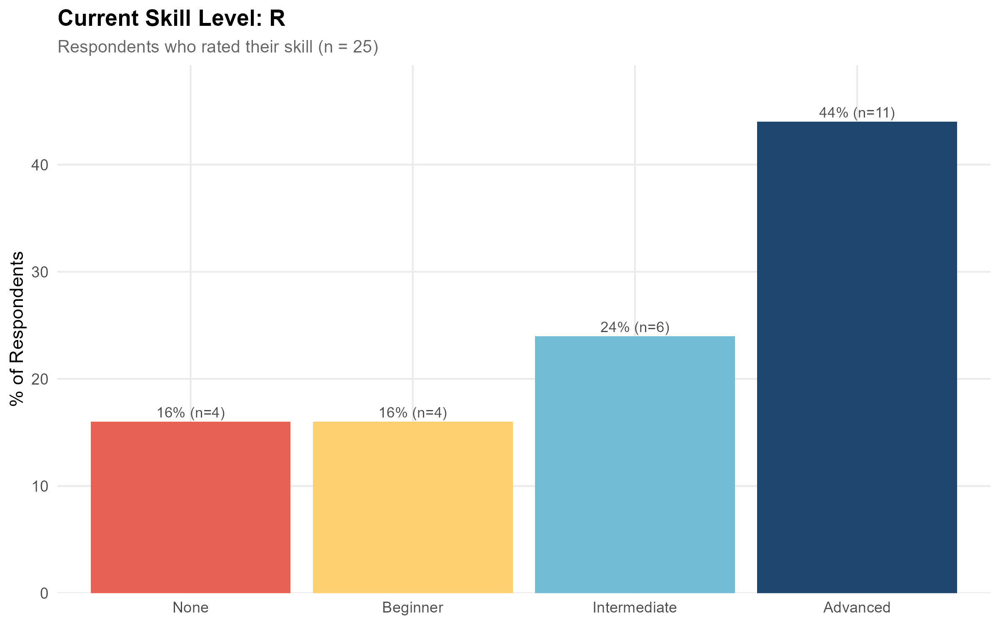 Current Skill Level: R
Respondents who rated their skill (n = 25)
% of Respondents
40
30
20
10
0
16% (n=4)
16% (n=4)
24% (n=6)
44% (n=11)
None
Beginner
Intermediate
Advanced